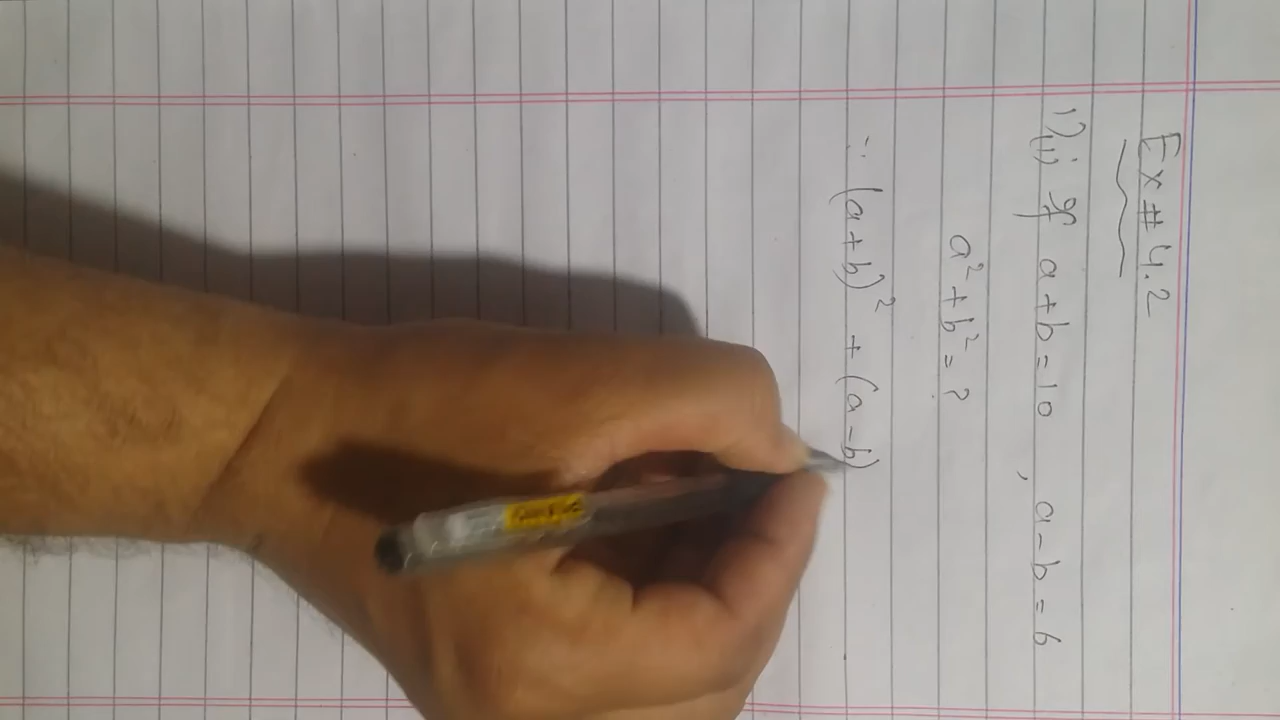 Ex # 4.2
1) (i) if a+b=10 , a-b=6
a²+b²=?
∵ (a+b)² + (a-b)